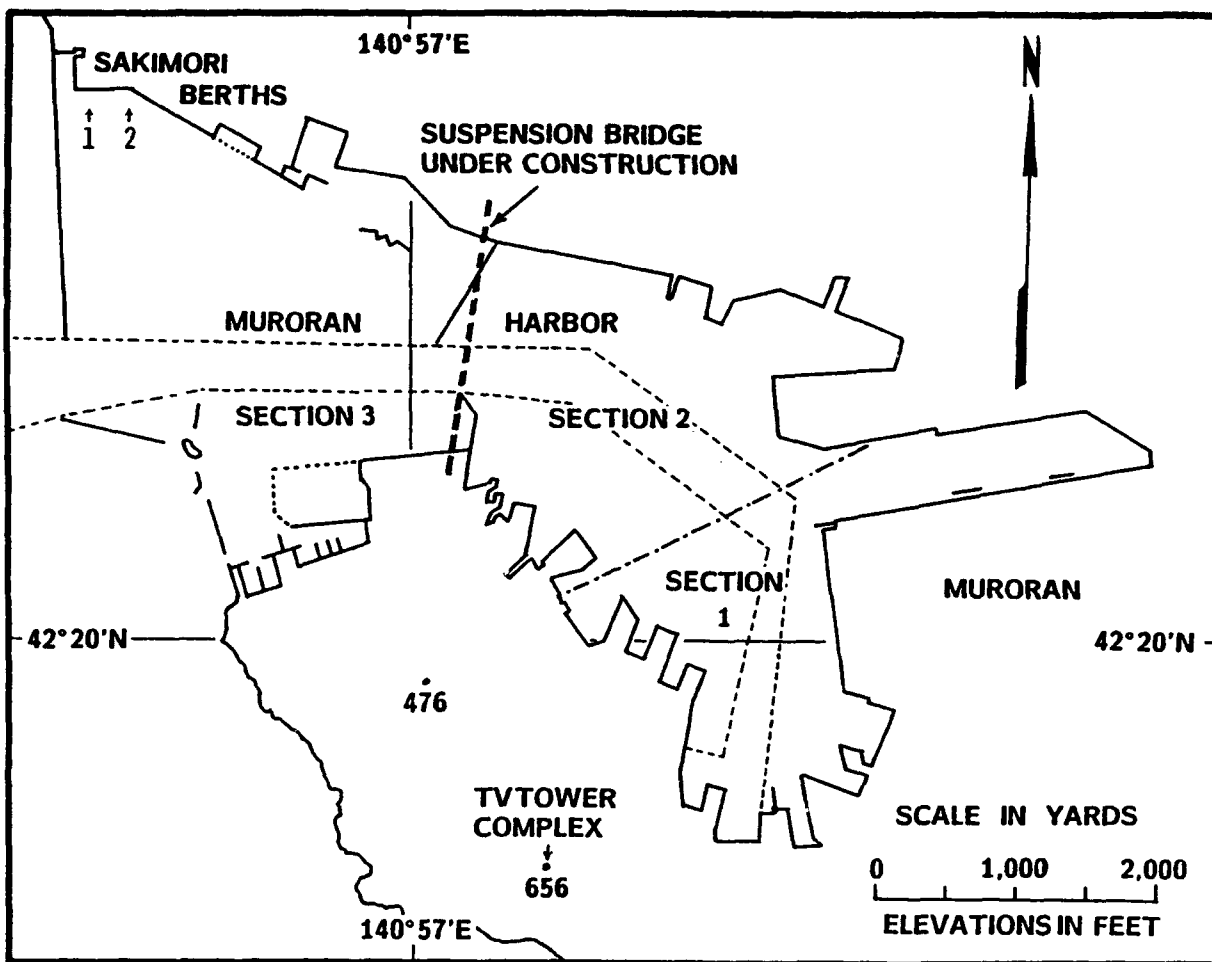 140°57'E
N
SAKIMORI
BERTHS
1 2
SUSPENSION BRIDGE
UNDER CONSTRUCTION
MURORAN HARBOR
SECTION 3
SECTION 2
SECTION
1
MURORAN
42°20'N
42°20'N
476
TV TOWER
COMPLEX
656
SCALE IN YARDS
0 1,000 2,000
ELEVATIONS IN FEET
140°57'E